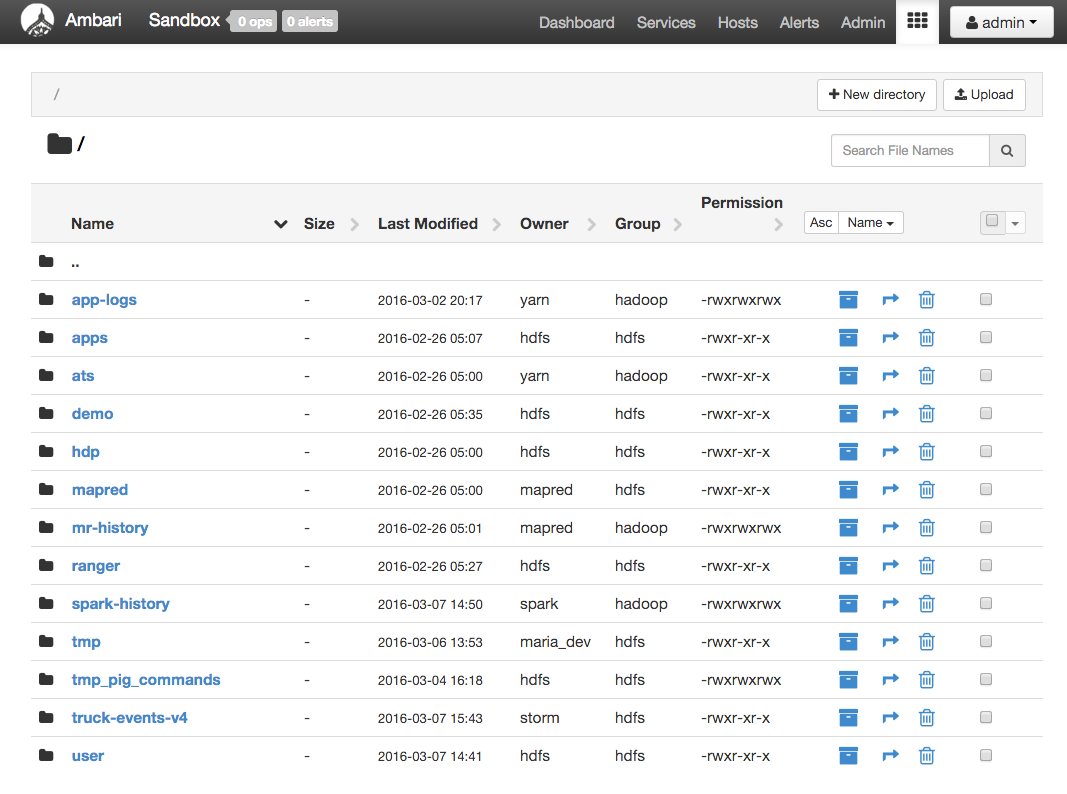 Ambari Sandbox 0 ops 0 alerts Dashboard Services Hosts Alerts Admin admin
/ New directory Upload
/ Search File Names
Name Size Last Modified Owner Group Permission Asc Name
..
app-logs - 2016-03-02 20:17 yarn hadoop -rwxrwxrwx
apps - 2016-02-26 05:07 hdfs hdfs -rwxr-xr-x
ats - 2016-02-26 05:00 yarn hadoop -rwxr-xr-x
demo - 2016-02-26 05:35 hdfs hdfs -rwxr-xr-x
hdp - 2016-02-26 05:00 hdfs hdfs -rwxr-xr-x
mapred - 2016-02-26 05:00 mapred hdfs -rwxr-xr-x
mr-history - 2016-02-26 05:01 mapred hadoop -rwxrwxrwx
ranger - 2016-02-26 05:27 hdfs hdfs -rwxr-xr-x
spark-history - 2016-03-07 14:50 spark hadoop -rwxrwxrwx
tmp - 2016-03-06 13:53 maria_dev hdfs -rwxr-xr-x
tmp_pig_commands - 2016-03-04 16:18 hdfs hdfs -rwxrwxrwx
truck-events-v4 - 2016-03-07 15:43 storm hdfs -rwxr-xr-x
user - 2016-03-07 14:41 hdfs hdfs -rwxr-xr-x